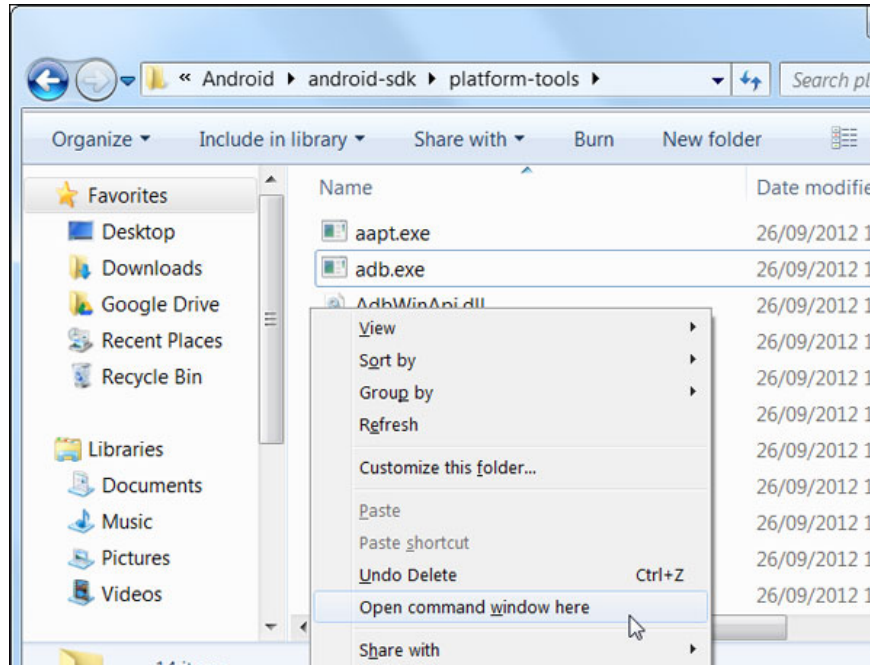 « Android ▸ android-sdk ▸ platform-tools ▸
Search pl
Organize Include in library Share with Burn New folder
Favorites
Desktop
Downloads
Google Drive
Recent Places
Recycle Bin
Libraries
Documents
Music
Pictures
Videos
Name Date modifie
aapt.exe 26/09/2012 1
adb.exe 26/09/2012 1
AdbWinApi.dll 26/09/2012 1
26/09/2012 1
26/09/2012 1
26/09/2012 1
26/09/2012 1
26/09/2012 1
26/09/2012 1
26/09/2012 1
26/09/2012 1
View
Sort by
Group by
Refresh
Customize this folder...
Paste
Paste shortcut
Undo Delete Ctrl+Z
Open command window here
Share with
14 items